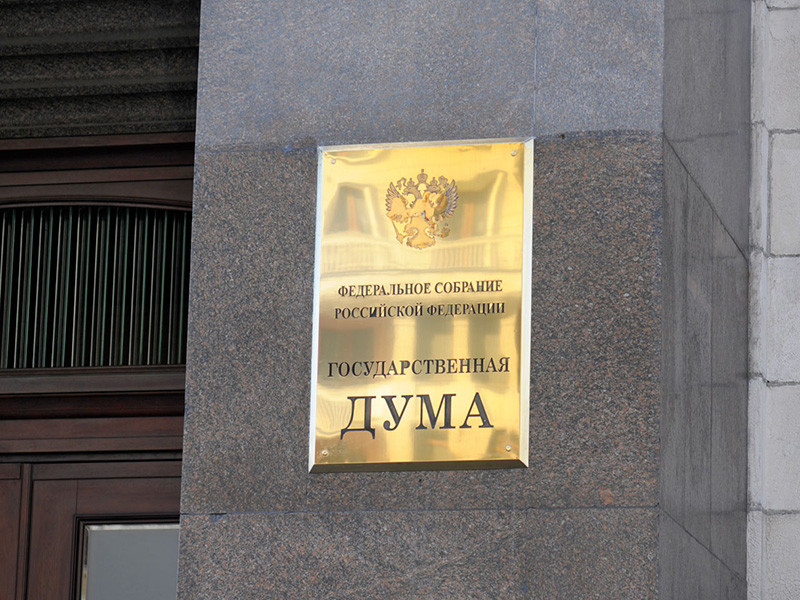 ФЕДЕРАЛЬНОЕ СОБРАНИЕ
РОССИЙСКОЙ ФЕДЕРАЦИИ
ГОСУДАРСТВЕННАЯ
ДУМА